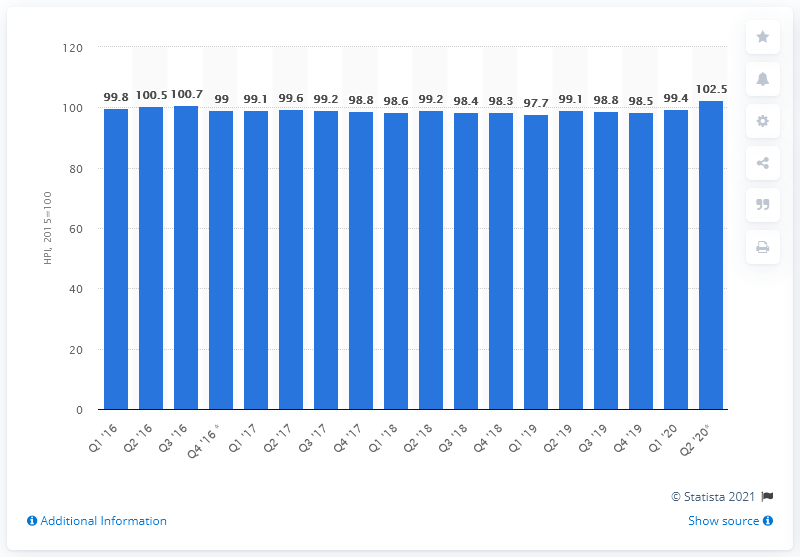 120
100
80
60
40
20
0
HPI, 2015=100
99.8 100.5 100.7 99 99.1 99.6 99.2 98.8 98.6 99.2 98.4 98.3 97.7 99.1 98.8 98.5 99.4 102.5
Q1 '16 Q2 '16 Q3 '16 Q4 '16 * Q1 '17 Q2 '17 Q3 '17 Q4 '17 Q1 '18 Q2 '18 Q3 '18 Q4 '18 Q1 '19 Q2 '19 Q3 '19 Q4 '19 Q1 '20 Q2 '20*
© Statista 2021
Additional Information
Show source